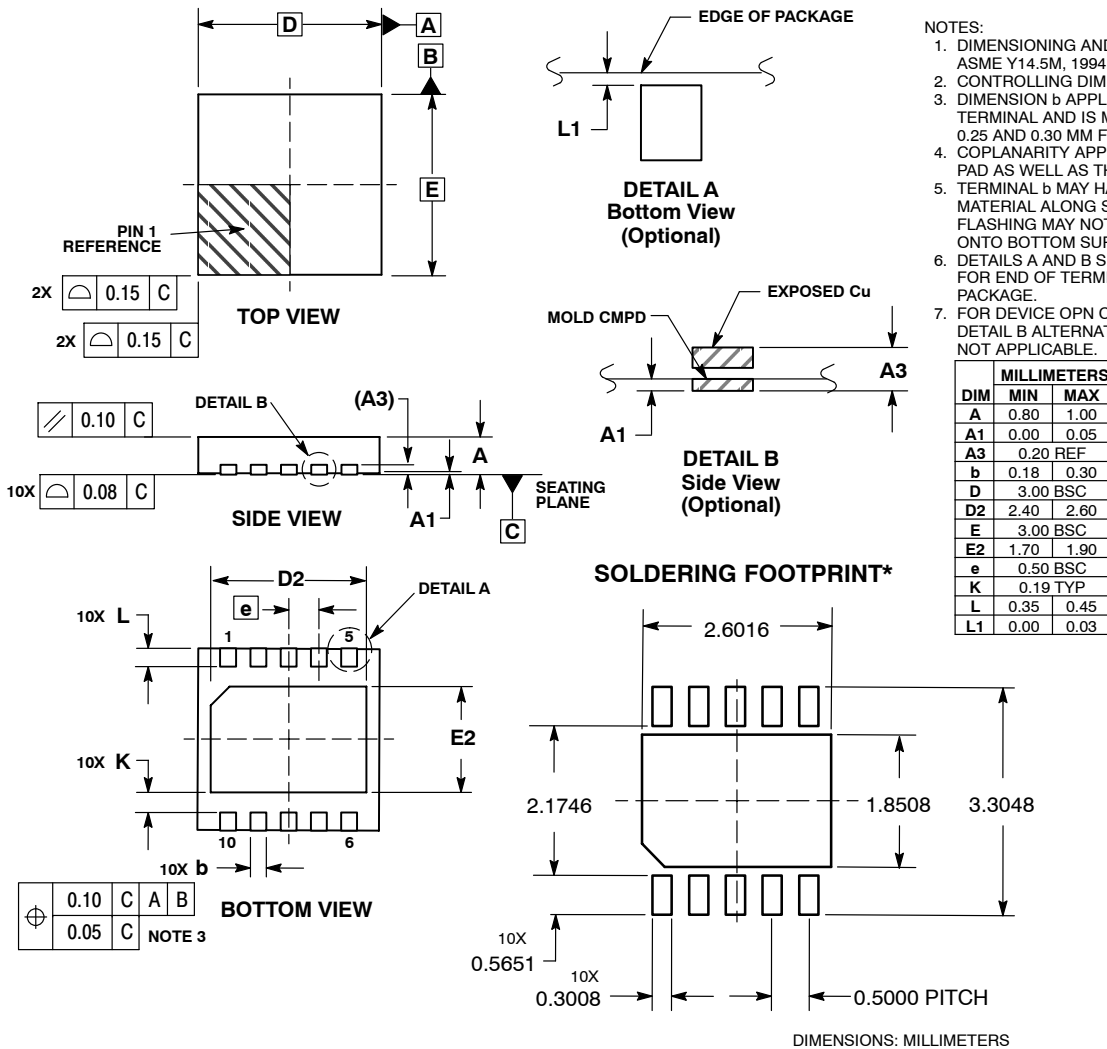 D
A
B
E
PIN 1
REFERENCE
2X 0.15 C
2X 0.15 C
TOP VIEW
EDGE OF PACKAGE
L1
DETAIL A
Bottom View
(Optional)
EXPOSED Cu
MOLD CMPD
A3
A1
DETAIL B
Side View
(Optional)
NOTES:
1. DIMENSIONING AND
ASME Y14.5M, 1994
2. CONTROLLING DIM
3. DIMENSION b APPL
TERMINAL AND IS M
0.25 AND 0.30 MM F
4. COPLANARITY APP
PAD AS WELL AS TH
5. TERMINAL b MAY HA
MATERIAL ALONG S
FLASHING MAY NOT
ONTO BOTTOM SUR
6. DETAILS A AND B S
FOR END OF TERMI
PACKAGE.
7. FOR DEVICE OPN C
DETAIL B ALTERNAT
NOT APPLICABLE.
MILLIMETERS
DIM MIN MAX
A 0.80 1.00
A1 0.00 0.05
A3 0.20 REF
b 0.18 0.30
D 3.00 BSC
D2 2.40 2.60
E 3.00 BSC
E2 1.70 1.90
e 0.50 BSC
K 0.19 TYP
L 0.35 0.45
L1 0.00 0.03
DETAIL B
(A3)
// 0.10 C
A
10X 0.08 C
SIDE VIEW
A1
SEATING
PLANE
C
D2
e
DETAIL A
10X L
1
5
E2
10X K
10
6
10X b
⌖ 0.10 C A B
0.05 C NOTE 3
BOTTOM VIEW
SOLDERING FOOTPRINT*
2.6016
2.1746
1.8508
3.3048
10X
0.5651
10X
0.3008
0.5000 PITCH
DIMENSIONS: MILLIMETERS